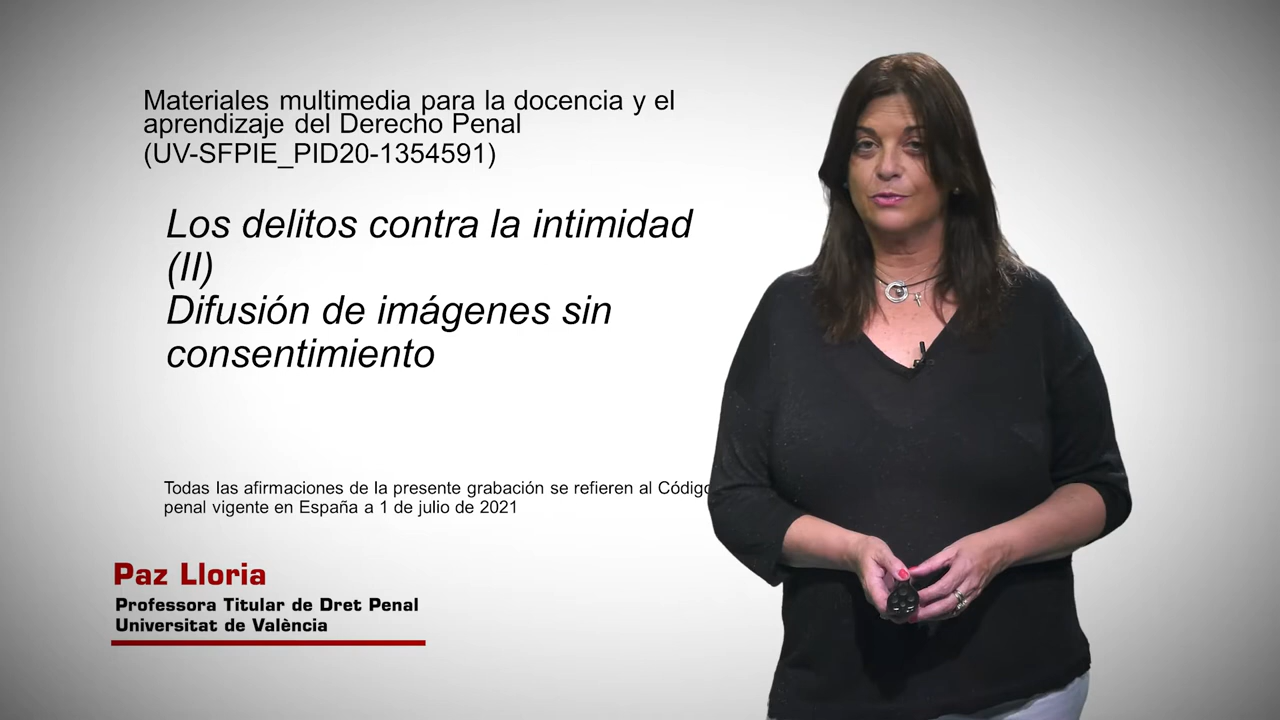 Materiales multimedia para la docencia y el
aprendizaje del Derecho Penal
(UV-SFPIE_PID20-1354591)
Los delitos contra la intimidad
(II)
Difusión de imágenes sin
consentimiento
Todas las afirmaciones de la presente grabación se refieren al Código
penal vigente en España a 1 de julio de 2021
Paz Lloria
Professora Titular de Dret Penal
Universitat de València